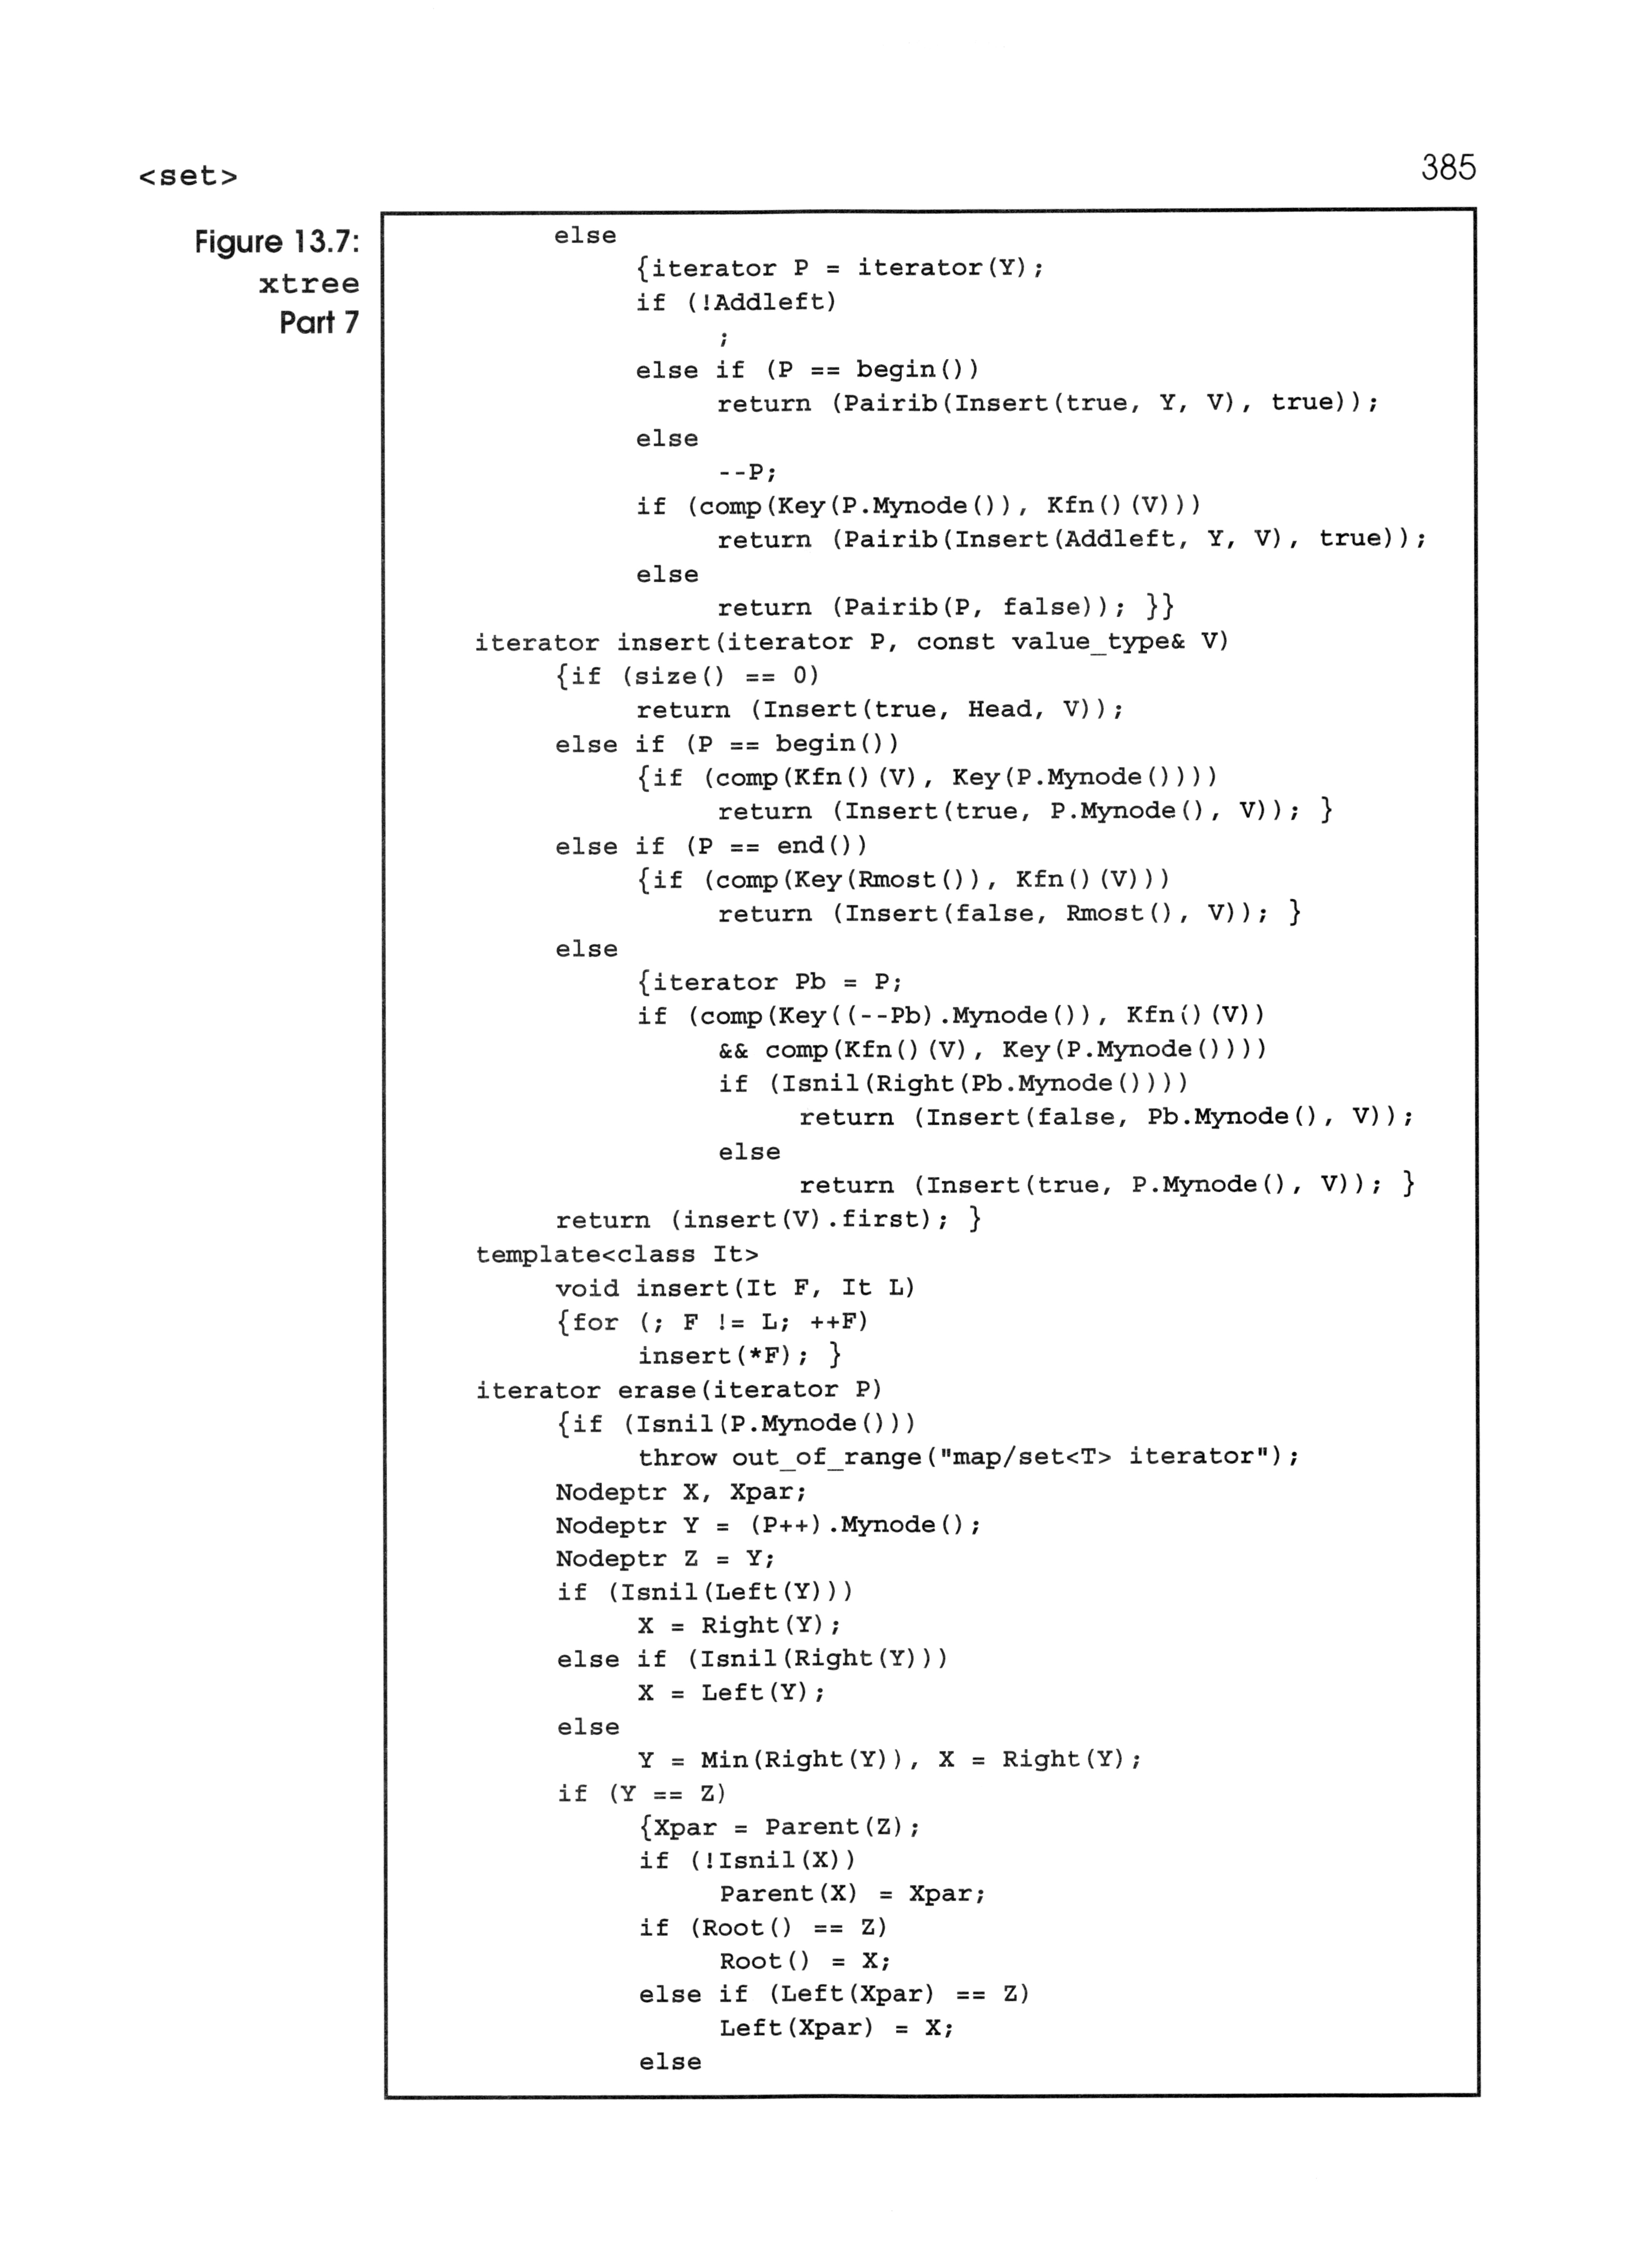 <set>
385
Figure 13.7:
xtree
Part 7
else
{iterator P = iterator(Y);
if (!Addleft)
;
else if (P == begin())
return (Pairib(Insert(true, Y, V), true));
else
--P;
if (comp(Key(P.Mynode()), Kfn()(V)))
return (Pairib(Insert(Addleft, Y, V), true));
else
return (Pairib(P, false)); }}
iterator insert(iterator P, const value_type& V)
{if (size() == 0)
return (Insert(true, Head, V));
else if (P == begin())
{if (comp(Kfn()(V), Key(P.Mynode())))
return (Insert(true, P.Mynode(), V)); }
else if (P == end())
{if (comp(Key(Rmost()), Kfn()(V)))
return (Insert(false, Rmost(), V)); }
else
{iterator Pb = P;
if (comp(Key((--Pb).Mynode()), Kfn()(V))
&& comp(Kfn()(V), Key(P.Mynode())))
if (Isnil(Right(Pb.Mynode())))
return (Insert(false, Pb.Mynode(), V));
else
return (Insert(true, P.Mynode(), V)); }
return (insert(V).first); }
template<class It>
void insert(It F, It L)
{for (; F != L; ++F)
insert(*F); }
iterator erase(iterator P)
{if (Isnil(P.Mynode()))
throw out_of_range("map/set<T> iterator");
Nodeptr X, Xpar;
Nodeptr Y = (P++).Mynode();
Nodeptr Z = Y;
if (Isnil(Left(Y)))
X = Right(Y);
else if (Isnil(Right(Y)))
X = Left(Y);
else
Y = Min(Right(Y)), X = Right(Y);
if (Y == Z)
{Xpar = Parent(Z);
if (!Isnil(X))
Parent(X) = Xpar;
if (Root() == Z)
Root() = X;
else if (Left(Xpar) == Z)
Left(Xpar) = X;
else